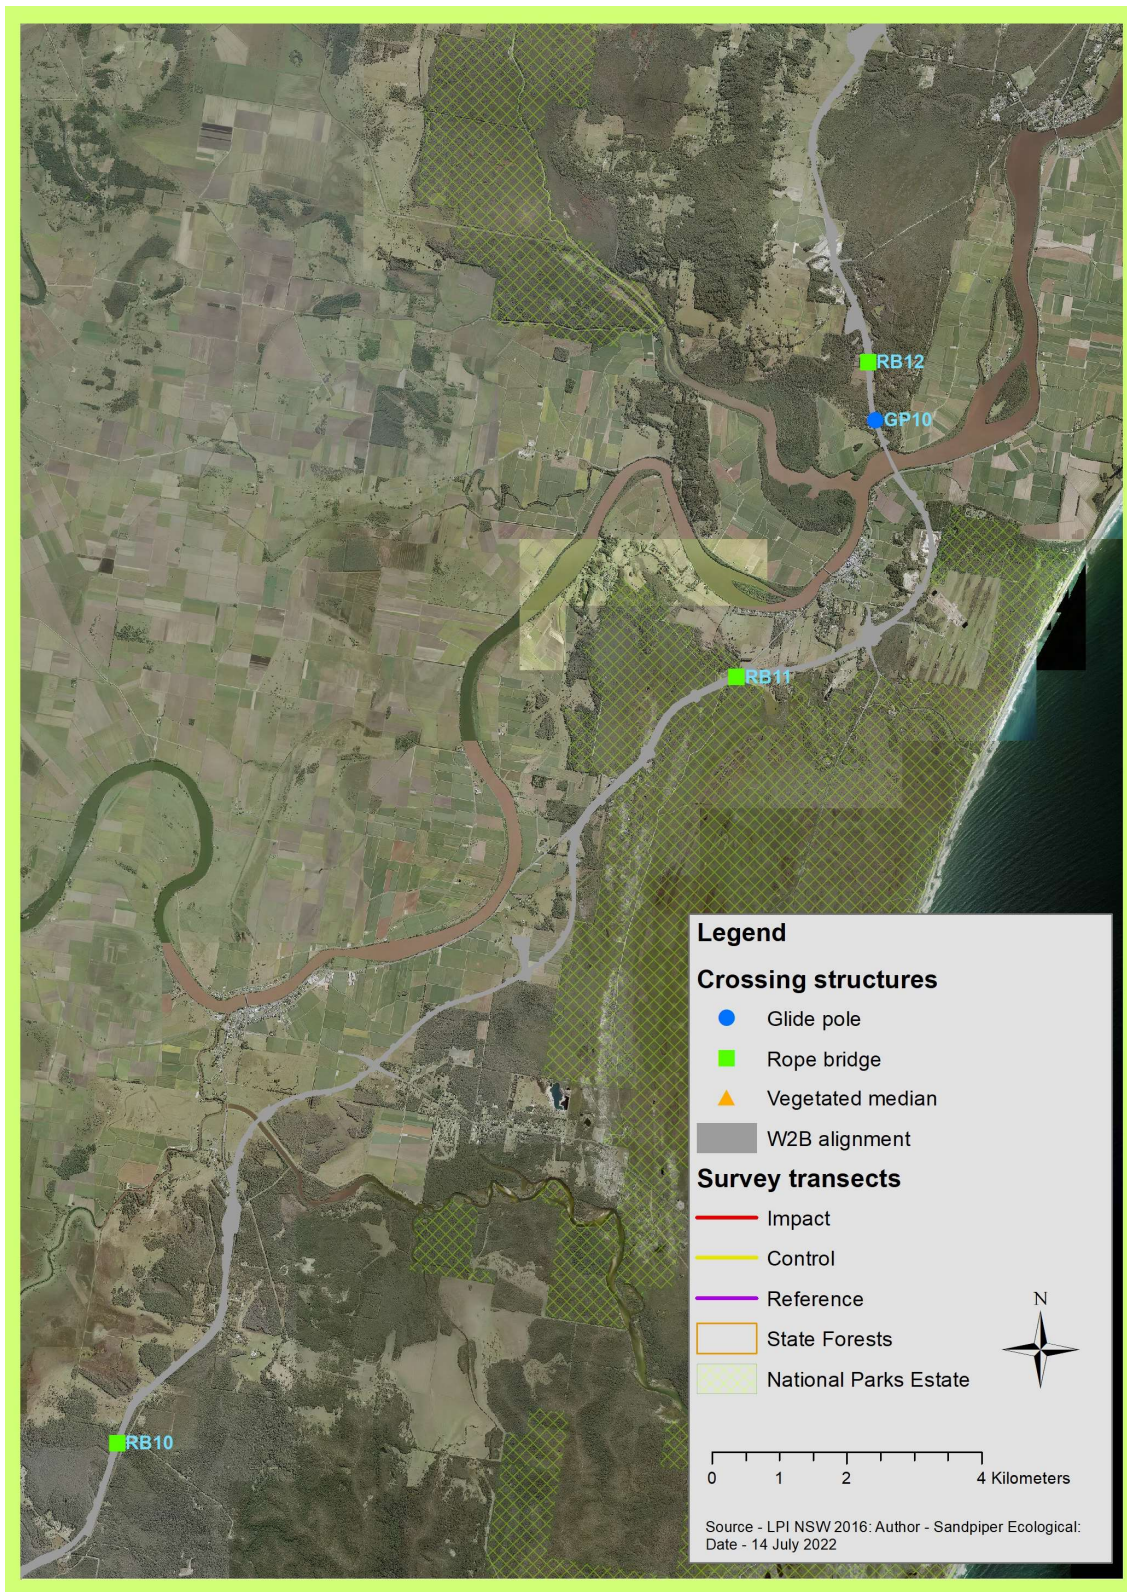 RB12
GP10
RB11
RB10
Legend
Crossing structures
Glide pole
Rope bridge
Vegetated median
W2B alignment
Survey transects
Impact
Control
Reference
State Forests
National Parks Estate
N
0 1 2 4 Kilometers
Source - LPI NSW 2016: Author - Sandpiper Ecological:
Date - 14 July 2022